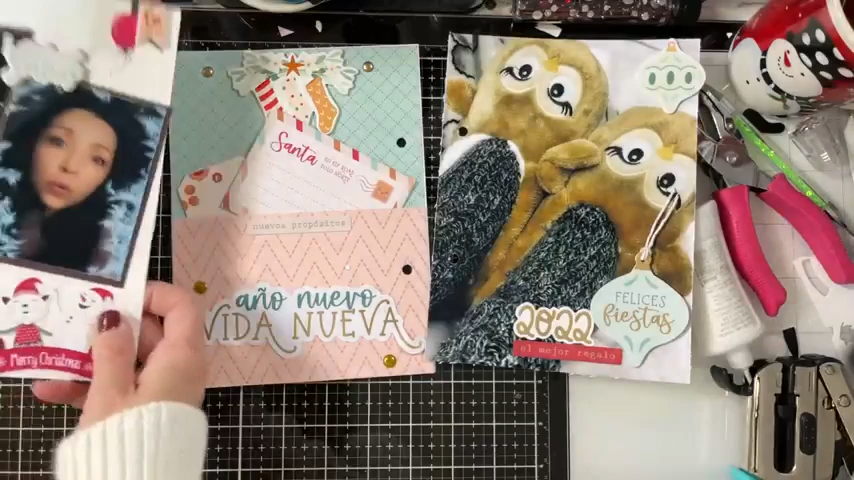 Merry Christmas
Santa
nuevos propósitos
año nuevo
VIDA NUEVA
2022
el mejor regalo
FELICES
fiestas